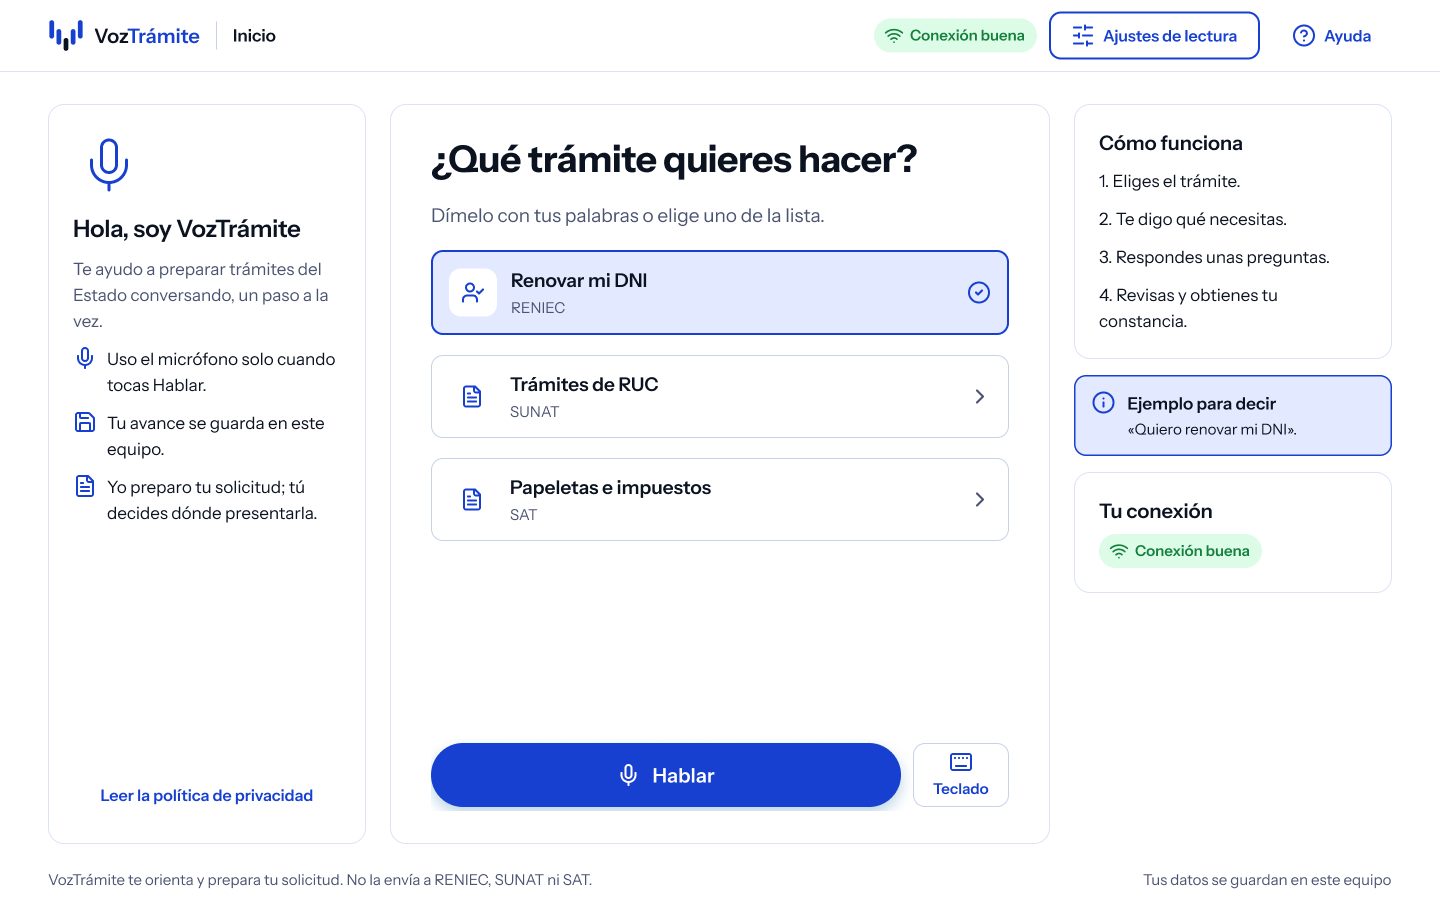 VozTrámite
Inicio
Conexión buena
Ajustes de lectura
Ayuda
Hola, soy VozTrámite
Te ayudo a preparar trámites del
Estado conversando, un paso a la
vez.
Uso el micrófono solo cuando
tocas Hablar.
Tu avance se guarda en este
equipo.
Yo preparo tu solicitud; tú
decides dónde presentarla.
Leer la política de privacidad
¿Qué trámite quieres hacer?
Dímelo con tus palabras o elige uno de la lista.
Renovar mi DNI
RENIEC
Trámites de RUC
SUNAT
Papeletas e impuestos
SAT
Hablar
Teclado
Cómo funciona
1. Eliges el trámite.
2. Te digo qué necesitas.
3. Respondes unas preguntas.
4. Revisas y obtienes tu
constancia.
Ejemplo para decir
«Quiero renovar mi DNI».
Tu conexión
Conexión buena
VozTrámite te orienta y prepara tu solicitud. No la envía a RENIEC, SUNAT ni SAT.
Tus datos se guardan en este equipo